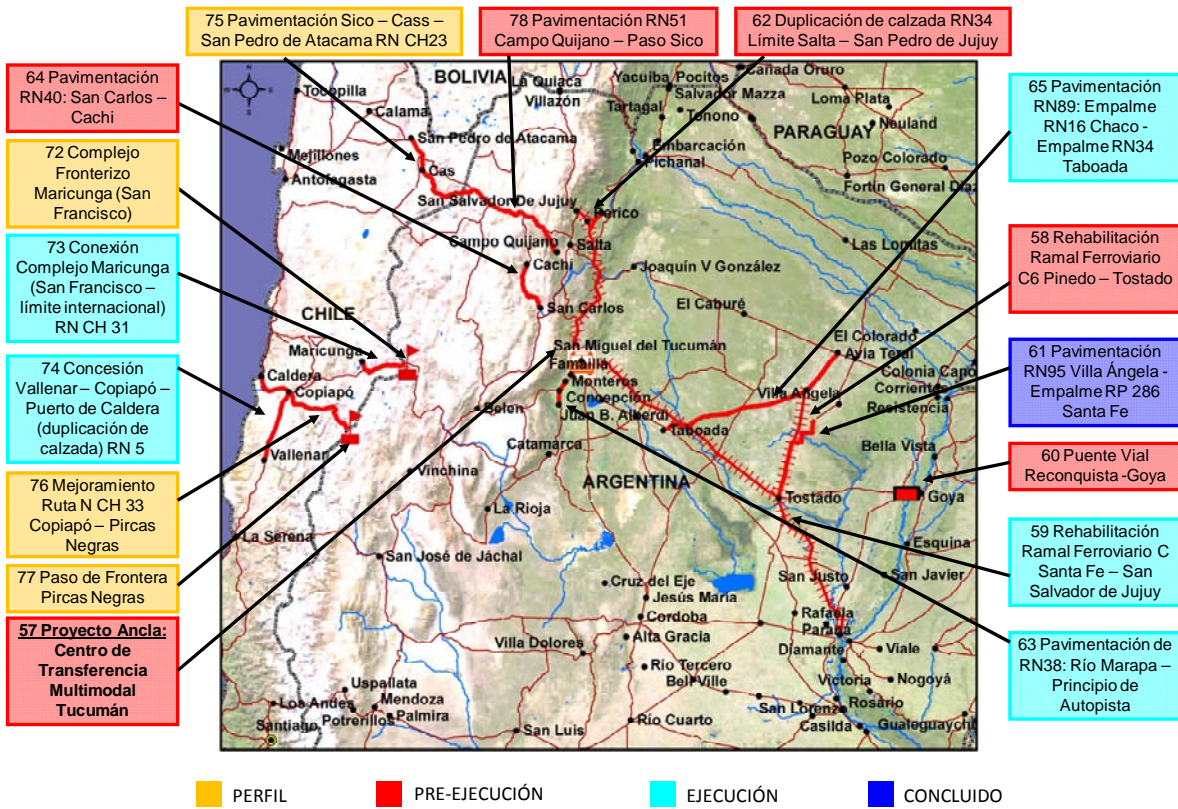 75 Pavimentación Sico – Cass –
San Pedro de Atacama RN CH23
78 Pavimentación RN51
Campo Quijano – Paso Sico
62 Duplicación de calzada RN34
Límite Salta – San Pedro de Jujuy
64 Pavimentación
RN40: San Carlos –
Cachi
72 Complejo
Fronterizo
Maricunga (San
Francisco)
73 Conexión
Complejo Maricunga
(San Francisco –
límite internacional)
RN CH 31
74 Concesión
Vallenar – Copiapó –
Puerto de Caldera
(duplicación de
calzada) RN 5
76 Mejoramiento
Ruta N CH 33
Copiapó – Pircas
Negras
77 Paso de Frontera
Pircas Negras
57 Proyecto Ancla:
Centro de
Transferencia
Multimodal
Tucumán
65 Pavimentación
RN89: Empalme
RN16 Chaco -
Empalme RN34
Taboada
58 Rehabilitación
Ramal Ferroviario
C6 Pinedo – Tostado
61 Pavimentación
RN95 Villa Ángela -
Empalme RP 286
Santa Fe
60 Puente Vial
Reconquista -Goya
59 Rehabilitación
Ramal Ferroviario C
Santa Fe – San
Salvador de Jujuy
63 Pavimentación de
RN38: Río Marapa –
Principio de
Autopista
BOLIVIA
La Quiaca
Villazón
Yacuiba Pocitos
Cañada Oruro
Salvador Mazza
Tocopilla
Calama
Tartagal
Tonono
Loma Plata
Neuland
PARAGUAY
San Pedro de Atacama
Embarcación
Pichanal
Mejillones
Antofagasta
Cas
Pozo Colorado
Fortín General Díaz
San Salvador De Jujuy
Perico
Campo Quijano
Salta
Las Lomitas
Cachi
Joaquín V González
San Carlos
El Caburé
CHILE
El Colorado
San Miguel del Tucumán
Avia Terai
Maricunga
Famaillá
Colonia Cano
Caldera
Monteros
Villa Angela
Corrientes
Copiapó
Concepción
Resistencia
Belen
Juan B. Alberdi
Taboada
Catamarca
Bella Vista
Vallenar
Vinchina
ARGENTINA
Tostado
Goya
La Rioja
La Serena
Esquina
San José de Jáchal
Cruz del Eje
San Justo
San Javier
Jesús María
Cordoba
Rafaela
Parana
Villa Dolores
Alta Gracia
Diamante
Viale
Río Tercero
Bell Ville
Victoria
Nogoyá
Uspallata
Mendoza
Los Andes
Potrerillos
Palmira
San Lorenzo
Rosario
Santiago
San Luis
Río Cuarto
Casilda
Gualeguaychú
PERFIL
PRE-EJECUCIÓN
EJECUCIÓN
CONCLUIDO